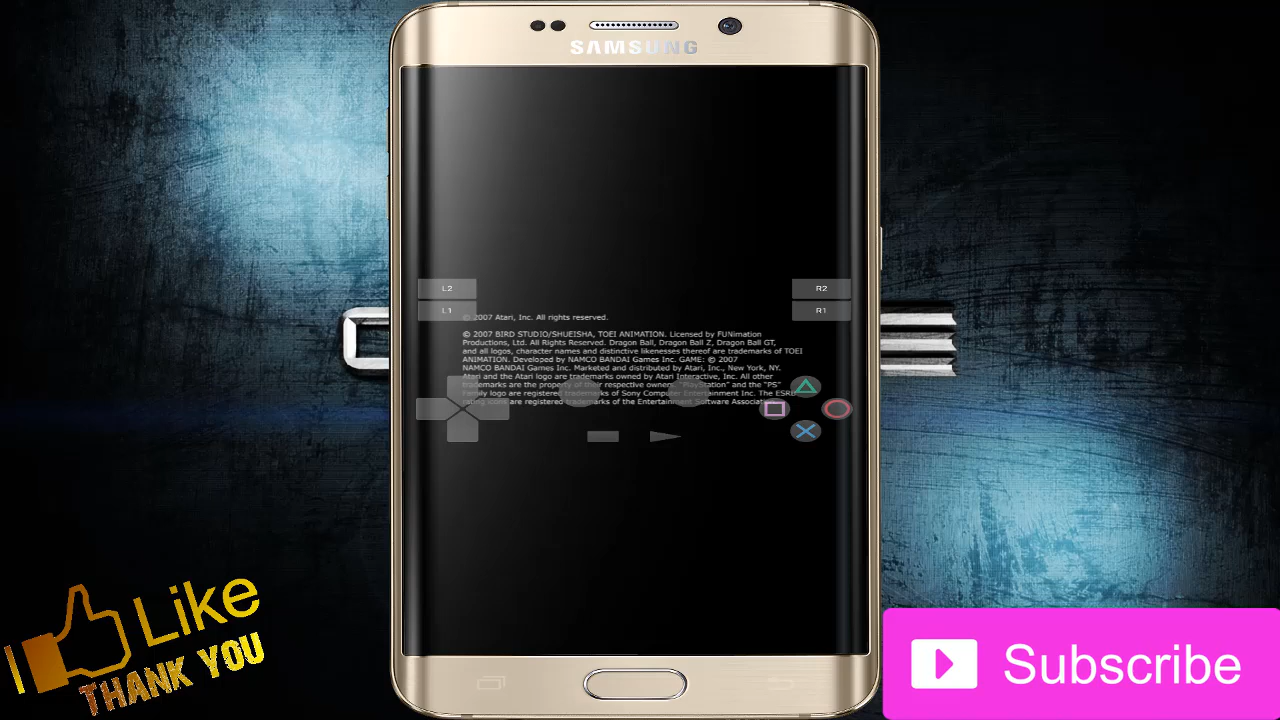 SAMSUNG
L2
R2
L1
R1
© 2007 Atari, Inc. All rights reserved.
© 2007 BIRD STUDIO/SHUEISHA, TOEI ANIMATION. Licensed by FUNimation
Productions, Ltd. All Rights Reserved. Dragon Ball, Dragon Ball Z, Dragon Ball GT,
and all logos, character names and distinctive likenesses thereof are trademarks of TOEI
ANIMATION. Developed by NAMCO BANDAI Games Inc. GAME: © 2007
NAMCO BANDAI Games Inc. Marketed and distributed by Atari, Inc., New York, NY.
Atari and the Atari logo are trademarks owned by Atari Interactive, Inc. All other
trademarks are the property of their respective owners. "PlayStation" and the "PS"
Family logo are registered trademarks of Sony Computer Entertainment Inc. The ESRB
rating icons are registered trademarks of the Entertainment Software Association.
Like
THANK YOU
Subscribe